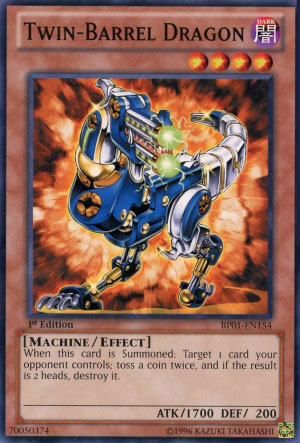 TWIN-BARREL DRAGON
DARK
闇
1st Edition
BP01-EN154
[MACHINE/EFFECT]
When this card is Summoned: Target 1 card your
opponent controls; toss a coin twice, and if the result
is 2 heads, destroy it.
ATK/1700 DEF/ 200
70050374
©1996 KAZUKI TAKAHASHI